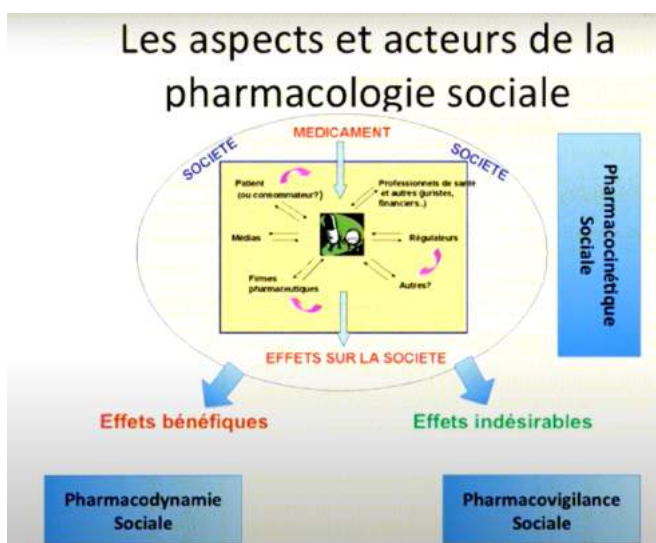 Les aspects et acteurs de la
pharmacologie sociale
MEDICAMENT
SOCIETE
SOCIETE
Patient
(ou consommateur?)
Professionnels de santé
et autres (juristes,
financiers..)
Médias
Régulateurs
Firmes
pharmaceutiques
Autres?
EFFETS SUR LA SOCIETE
Pharmacocinétique
Sociale
Effets bénéfiques
Effets indésirables
Pharmacodynamie
Sociale
Pharmacovigilance
Sociale